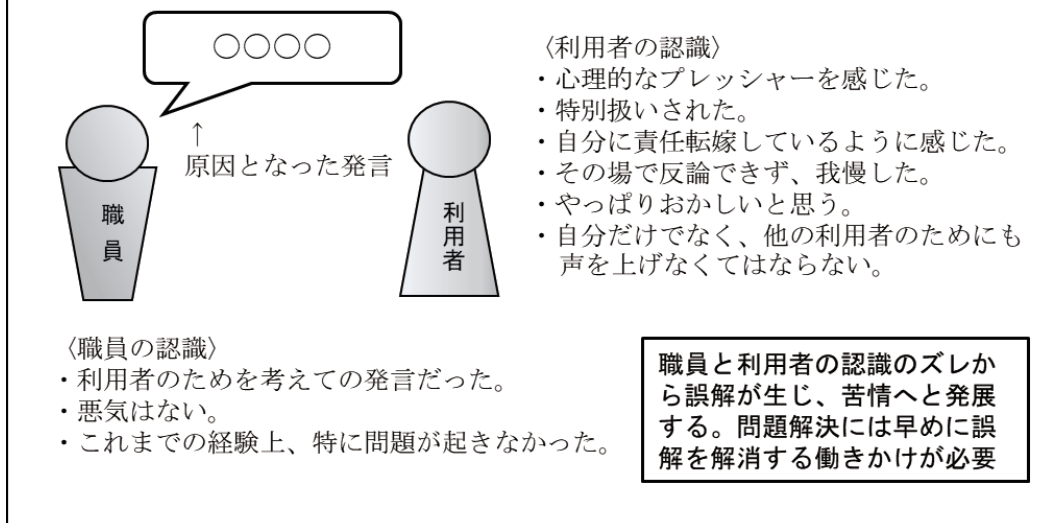 ○○○○
↑
原因となった発言
職員
利用者
〈利用者の認識〉
・心理的なプレッシャーを感じた。
・特別扱いされた。
・自分に責任転嫁しているように感じた。
・その場で反論できず、我慢した。
・やっぱりおかしいと思う。
・自分だけでなく、他の利用者のためにも
声を上げなくてはならない。
〈職員の認識〉
・利用者のためを考えての発言だった。
・悪気はない。
・これまでの経験上、特に問題が起きなかった。
職員と利用者の認識のズレか
ら誤解が生じ、苦情へと発展
する。問題解決には早めに誤
解を解消する働きかけが必要